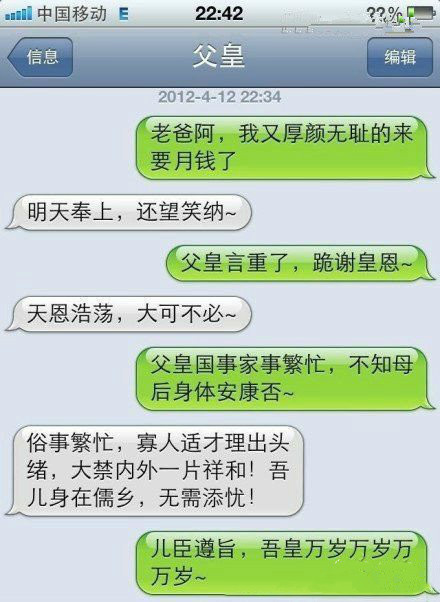 中国移动 E 22:42
信息 父皇 编辑
2012-4-12 22:34
老爸阿，我又厚颜无耻的来
要月钱了
明天奉上，还望笑纳~
父皇言重了，跪谢皇恩~
天恩浩荡，大可不必~
父皇国事家事繁忙，不知母
后身体安康否~
俗事繁忙，寡人适才理出头
绪，大禁内外一片祥和！吾
儿身在儒乡，无需添忧！
儿臣遵旨，吾皇万岁万岁万
万岁~